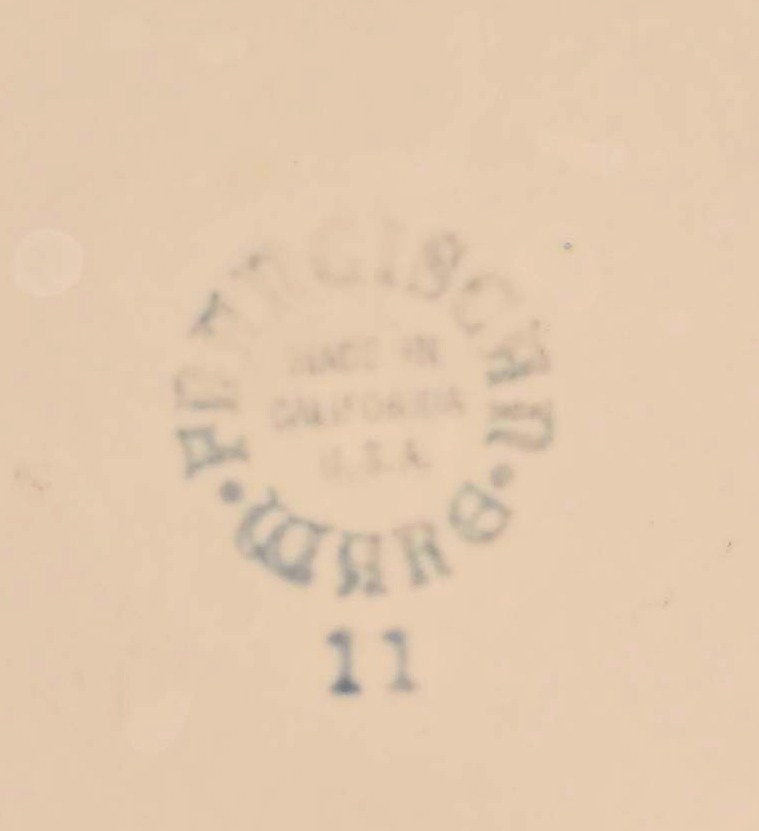 FRANCISCAN
WARE
MADE IN
CALIFORNIA
U.S.A.
11